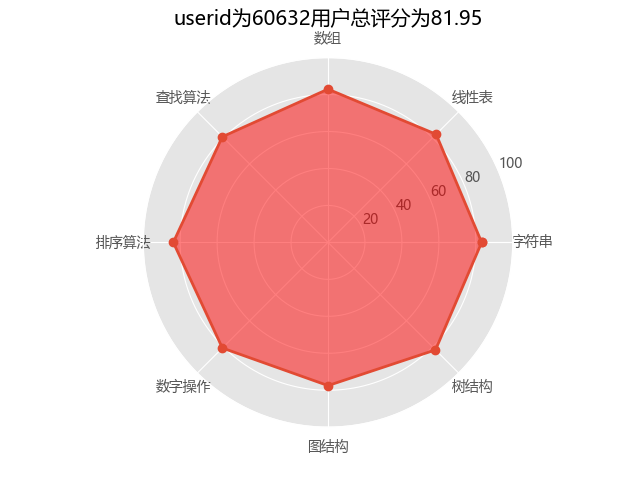 userid为60632用户总评分为81.95
数组
查找算法
线性表
100
80
60
40
20
排序算法
字符串
数字操作
树结构
图结构